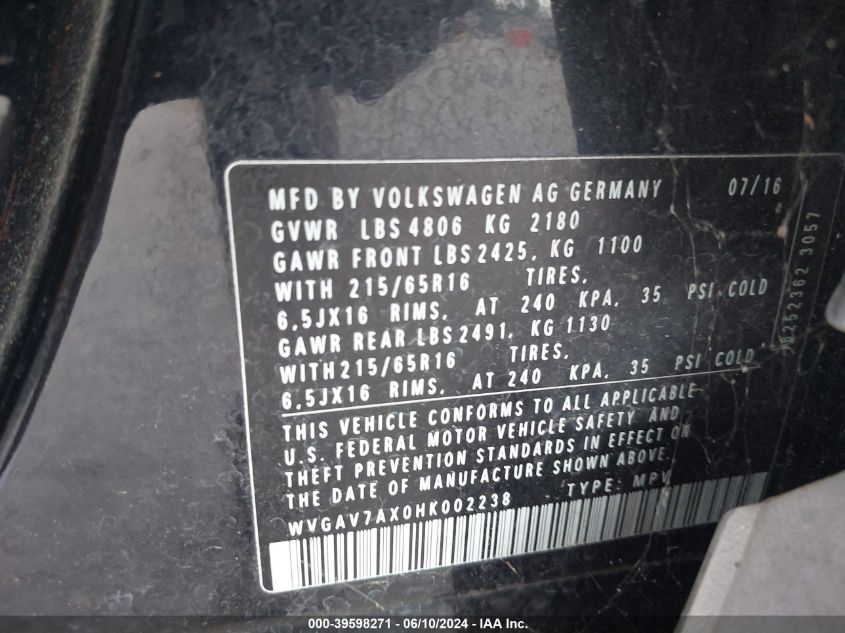 MFD BY VOLKSWAGEN AG GERMANY 07/16
GVWR LBS 4806 KG 2180
GAWR FRONT LBS 2425. KG 1100
WITH 215/65R16 TIRES.
6.5JX16 RIMS. AT 240 KPA. 35 PSI COLD
GAWR REAR LBS 2491. KG 1130
WITH 215/65R16 TIRES.
6.5JX16 RIMS. AT 240 KPA. 35 PSI COLD
THIS VEHICLE CONFORMS TO ALL APPLICABLE
U.S. FEDERAL MOTOR VEHICLE SAFETY AND
THEFT PREVENTION STANDARDS IN EFFECT ON
THE DATE OF MANUFACTURE SHOWN ABOVE.
WVGAV7AX0HK002238 TYPE: MPV
3057
000-39598271 - 06/10/2024 - IAA Inc.